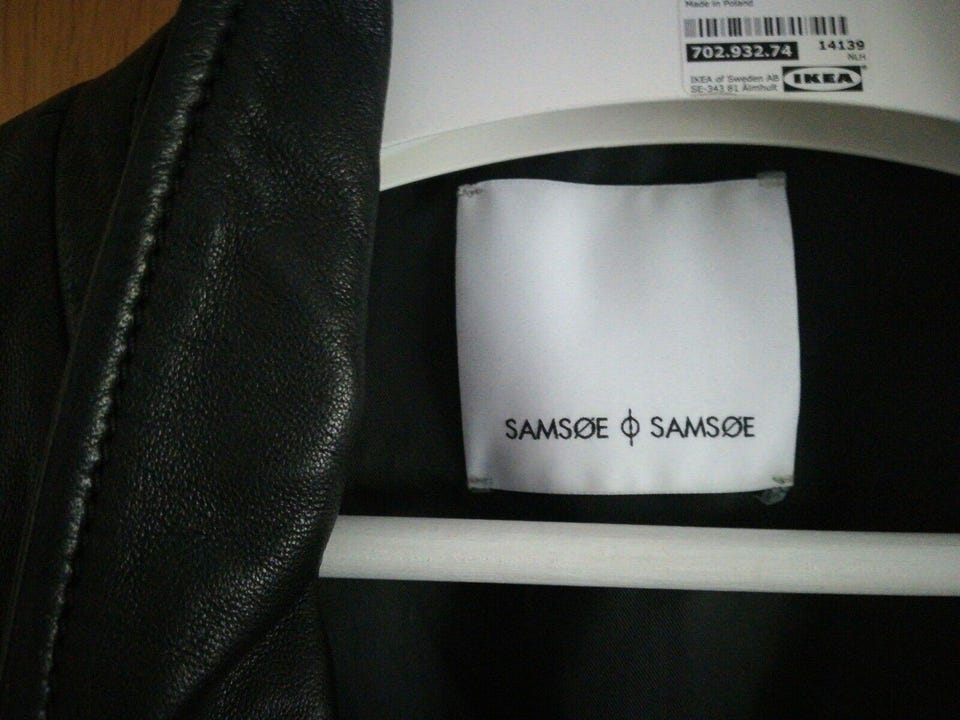 Made in Poland
702.932.74
14139
NLH
IKEA of Sweden AB
SE-343 81 Älmhult
IKEA®
SAMSØE ϕ SAMSØE